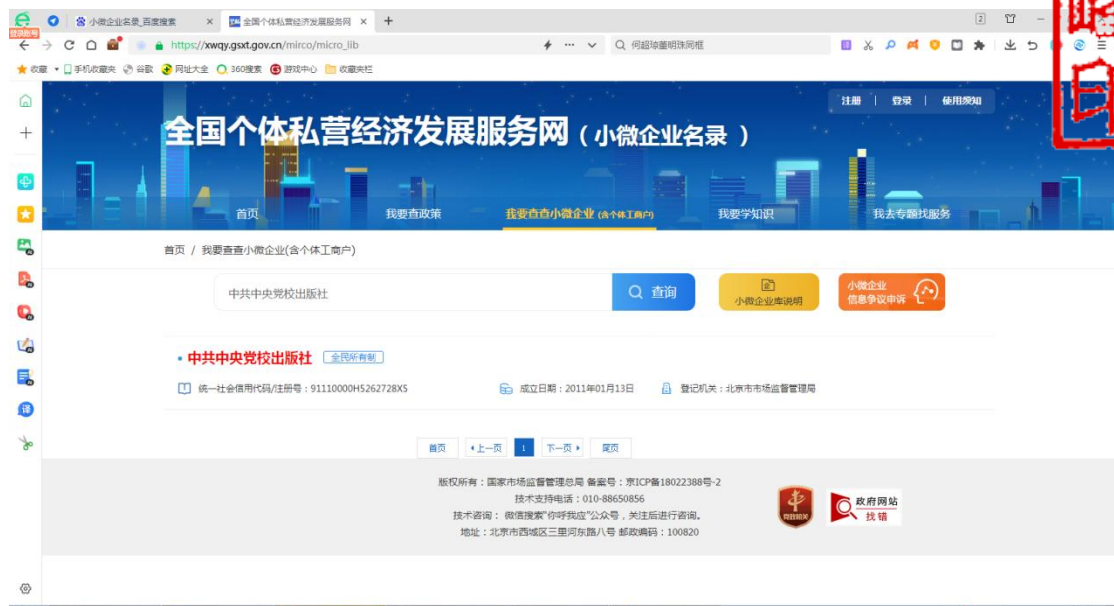 小微企业名录_百度搜索 × 全国个体私营经济发展服务网 × + 2
登录账号
https://xwqy.gsxt.gov.cn/mirco/micro_lib 何超琼董明珠同框
收藏 手机收藏夹 谷歌 网址大全 360搜索 游戏中心 收藏夹栏
注册 | 登录 | 使用须知
全国个体私营经济发展服务网（小微企业名录 ）
首页 我要查政策 我要查查小微企业 (含个体工商户) 我要学知识 我去专题找服务
首页 / 我要查查小微企业(含个体工商户)
中共中央党校出版社 查询 小微企业库说明 小微企业
信息争议申诉
中共中央党校出版社 全民所有制
统一社会信用代码/注册号：91110000H5262728X5 成立日期：2011年01月13日 登记机关：北京市市场监督管理局
首页 上一页 1 下一页 尾页
版权所有：国家市场监督管理总局 备案号：京ICP备18022388号-2
技术支持电话：010-88650856
技术咨询： 微信搜索"你呼我应"公众号，关注后进行咨询。
地址：北京市西城区三里河东路八号 邮政编码：100820
党政机关
政府网站
找错
译
印